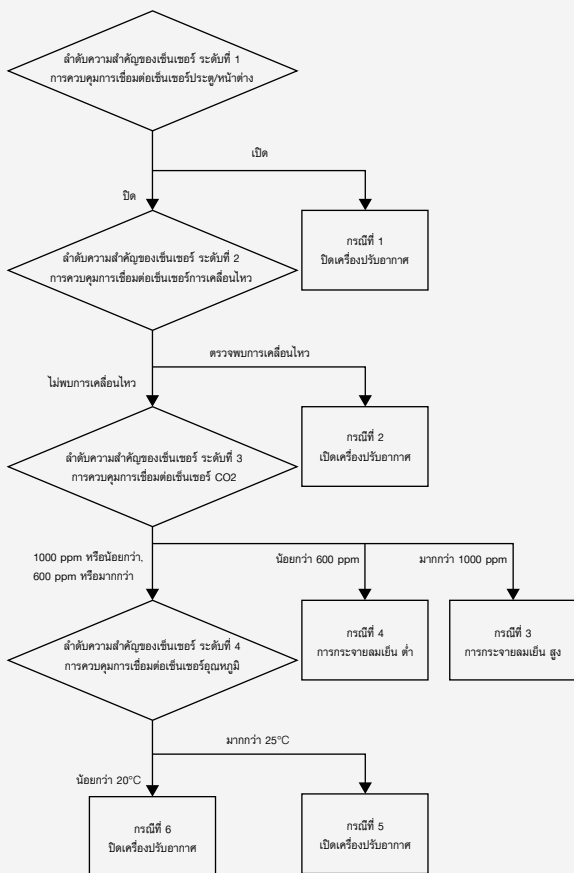 ลำดับความสำคัญของเซ็นเซอร์ ระดับที่ 1
การควบคุมการเชื่อมต่อเซ็นเซอร์ประตู/หน้าต่าง
เปิด
ปิด
ลำดับความสำคัญของเซ็นเซอร์ ระดับที่ 2
การควบคุมการเชื่อมต่อเซ็นเซอร์การเคลื่อนไหว
กรณีที่ 1
ปิดเครื่องปรับอากาศ
ตรวจพบการเคลื่อนไหว
ไม่พบการเคลื่อนไหว
ลำดับความสำคัญของเซ็นเซอร์ ระดับที่ 3
การควบคุมการเชื่อมต่อเซ็นเซอร์ CO2
กรณีที่ 2
เปิดเครื่องปรับอากาศ
1000 ppm หรือน้อยกว่า,
600 ppm หรือมากกว่า
น้อยกว่า 600 ppm
มากกว่า 1000 ppm
ลำดับความสำคัญของเซ็นเซอร์ ระดับที่ 4
การควบคุมการเชื่อมต่อเซ็นเซอร์อุณหภูมิ
กรณีที่ 4
การกระจายลมเย็น ต่ำ
กรณีที่ 3
การกระจายลมเย็น สูง
มากกว่า 25°C
น้อยกว่า 20°C
กรณีที่ 6
ปิดเครื่องปรับอากาศ
กรณีที่ 5
เปิดเครื่องปรับอากาศ